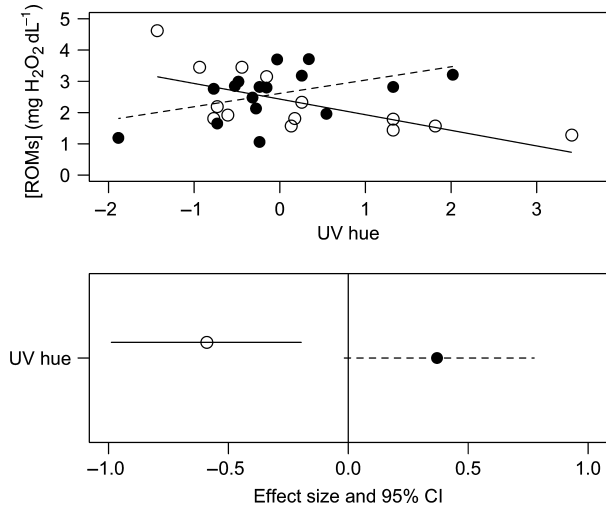 [ROMs] (mg H₂O₂ dL⁻¹)
5
4
3
2
1
0
–2 –1 0 1 2 3
UV hue
UV hue
–1.0 –0.5 0.0 0.5 1.0
Effect size and 95% CI